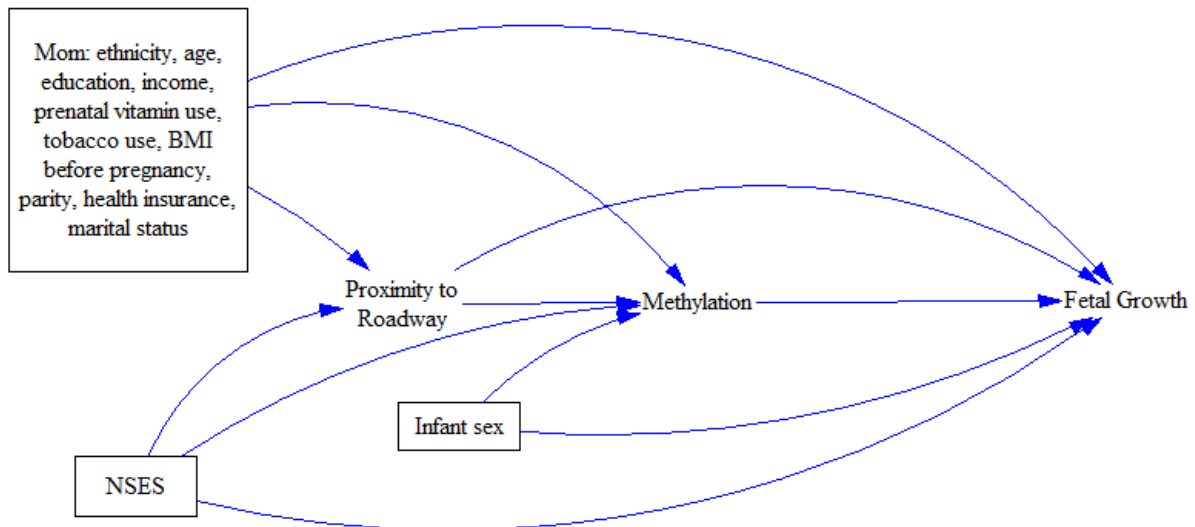 Mom: ethnicity, age,
education, income,
prenatal vitamin use,
tobacco use, BMI
before pregnancy,
parity, health insurance,
marital status
Proximity to
Roadway
Methylation
Fetal Growth
Infant sex
NSES